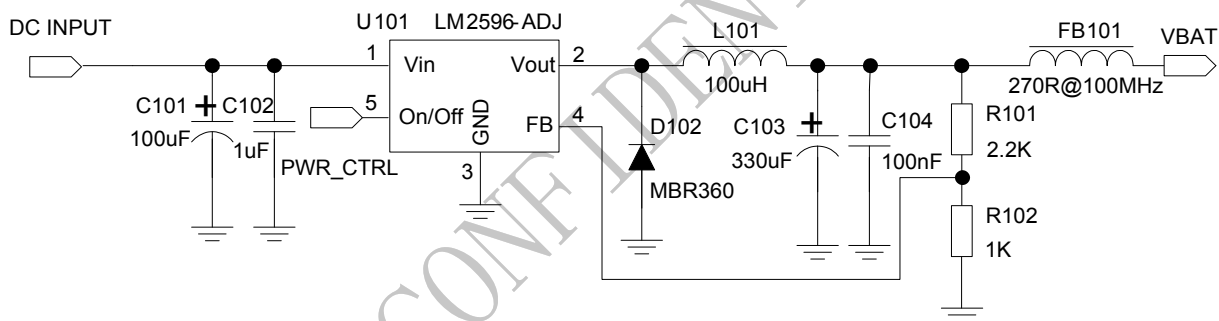 DC INPUT
U101 LM2596-ADJ
L101
FB101
VBAT
1
Vin
Vout
2
100uH
270R@100MHz
C101
+
C102
5
On/Off
GND
FB
4
D102
C103
+
C104
R101
100uF
1uF
PWR_CTRL
3
330uF
100nF
2.2K
MBR360
R102
1K
CONFIDEN